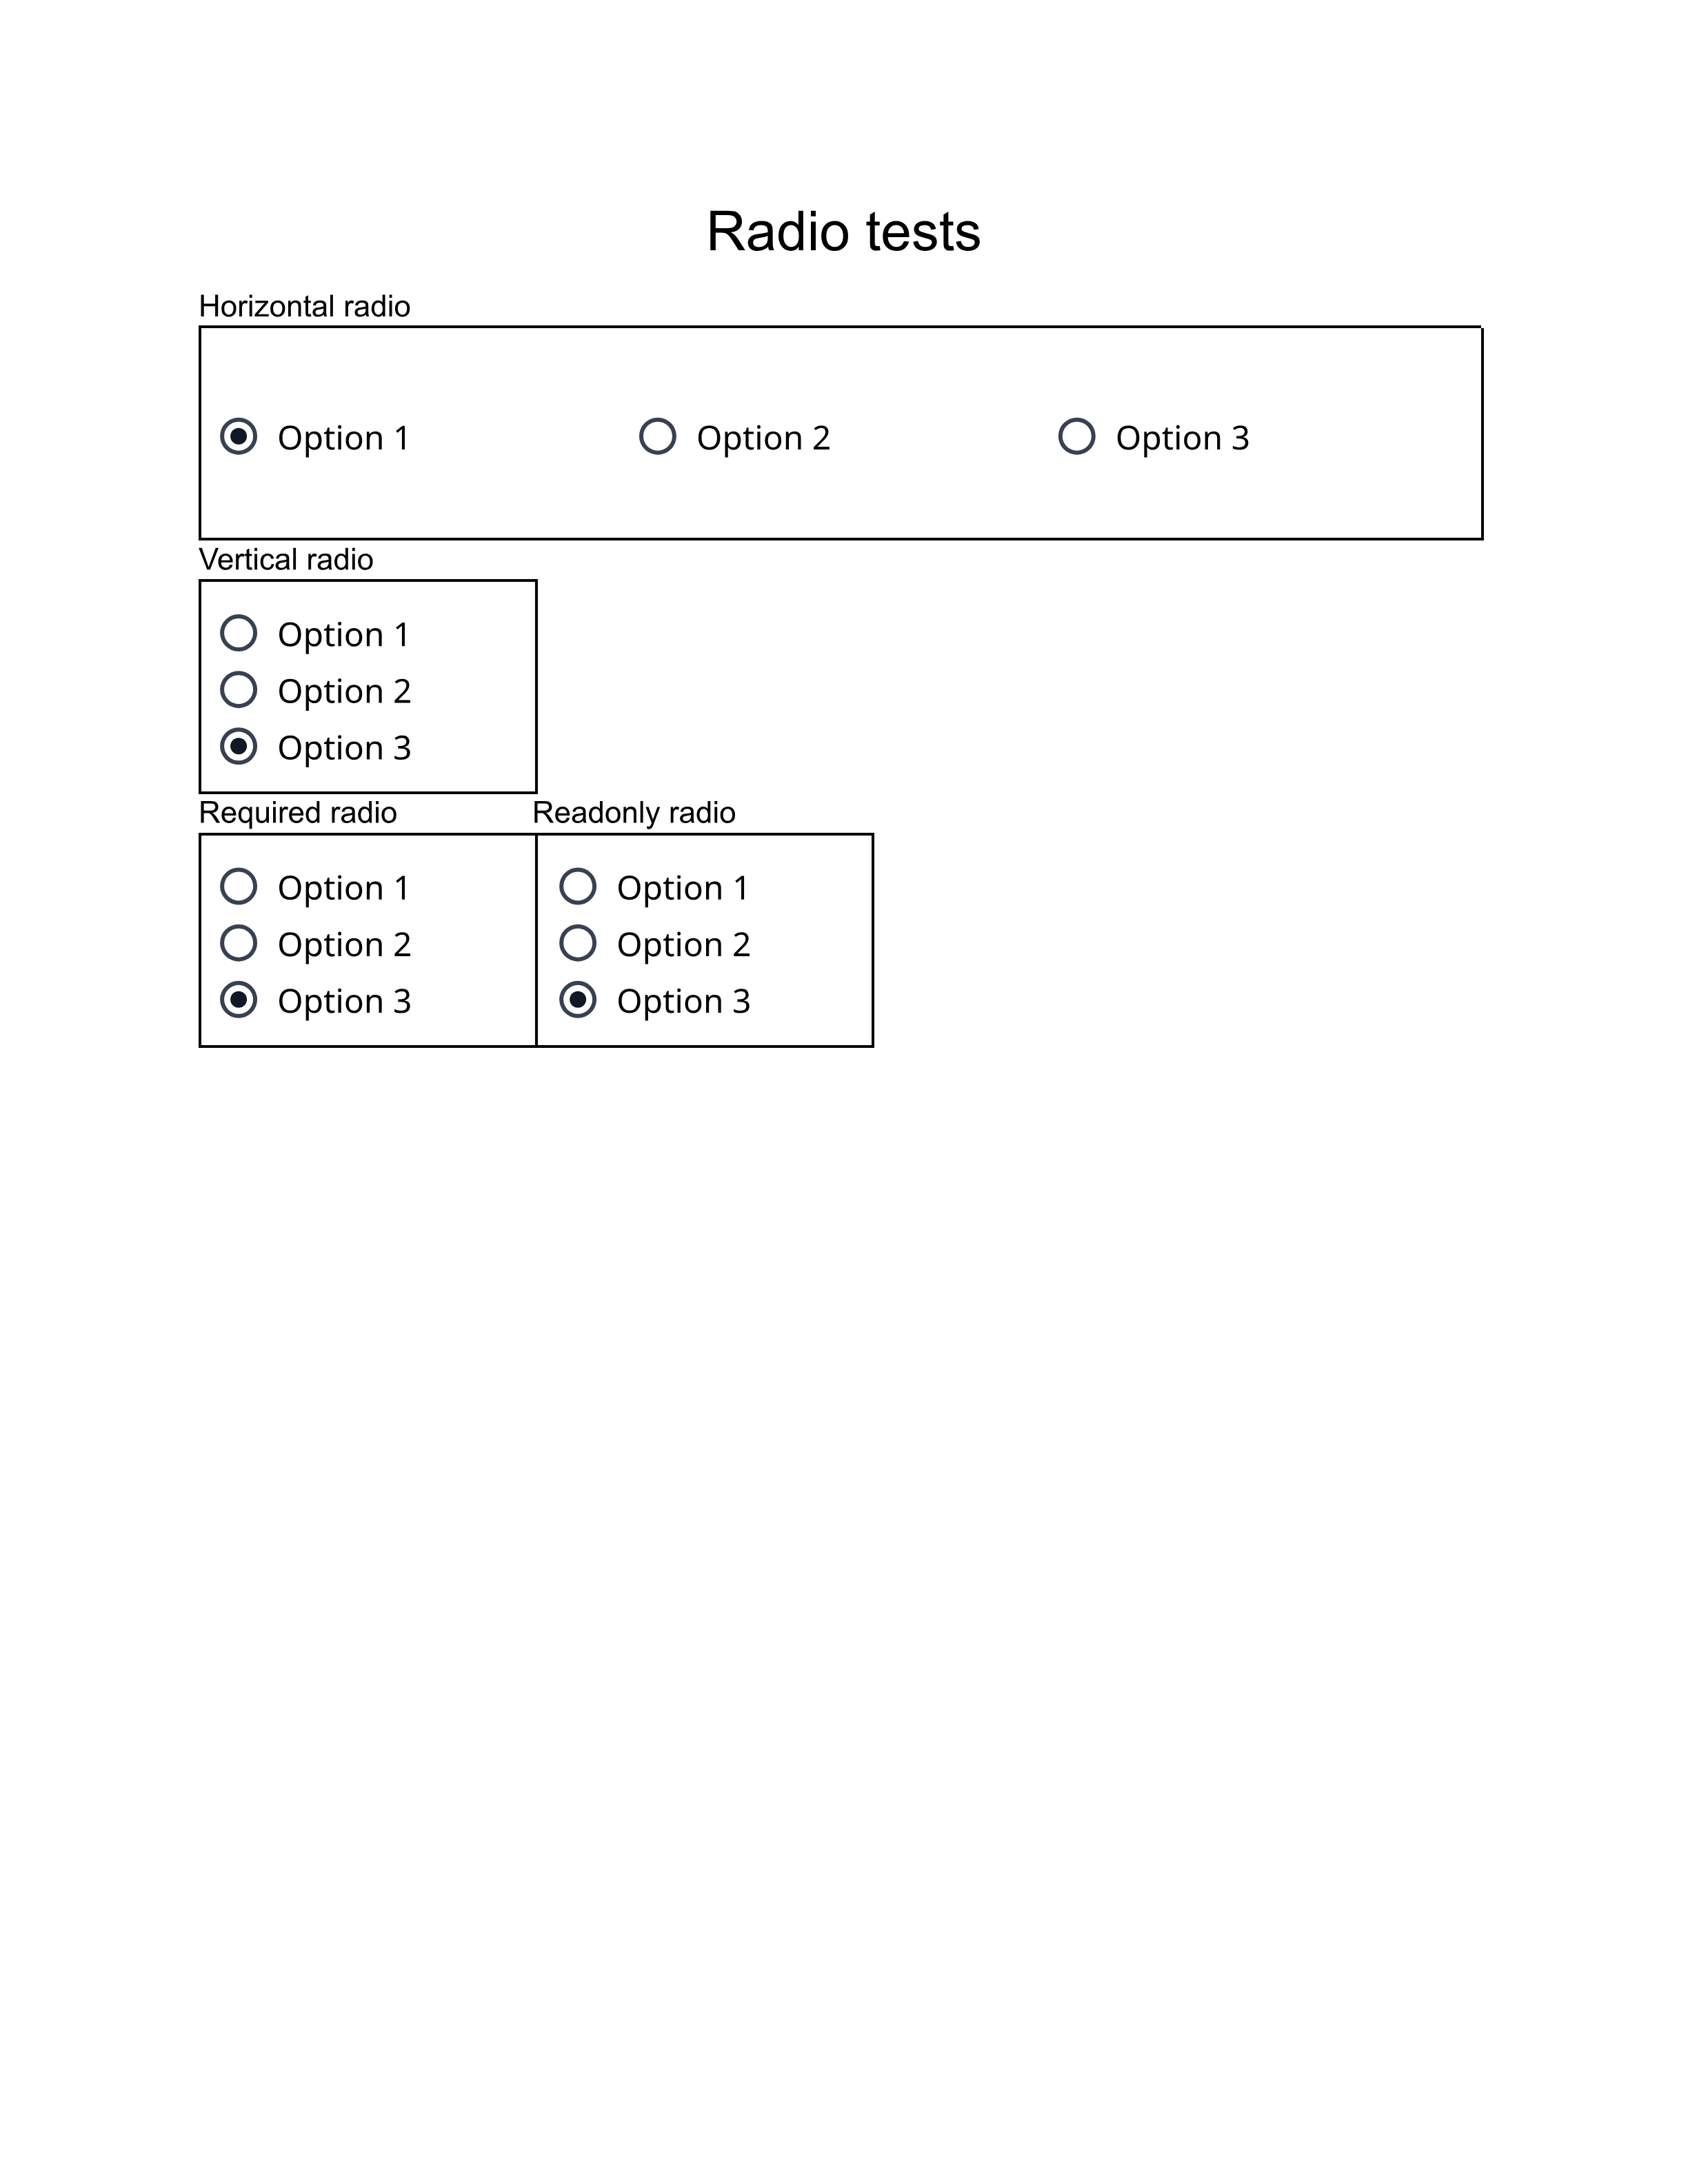 Radio tests
Horizontal radio
Option 1 Option 2 Option 3
Vertical radio
Option 1
Option 2
Option 3
Required radio Readonly radio
Option 1 Option 1
Option 2 Option 2
Option 3 Option 3